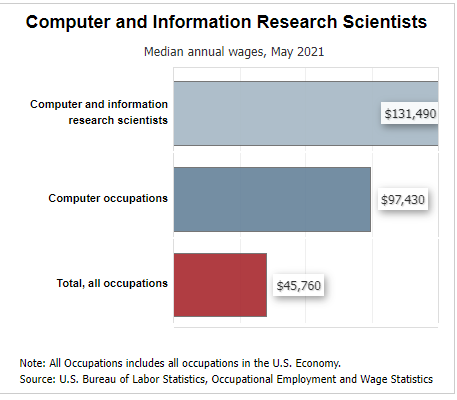 Computer and Information Research Scientists
Median annual wages, May 2021
Computer and information
research scientists
$131,490
Computer occupations
$97,430
Total, all occupations
$45,760
Note: All Occupations includes all occupations in the U.S. Economy.
Source: U.S. Bureau of Labor Statistics, Occupational Employment and Wage Statistics